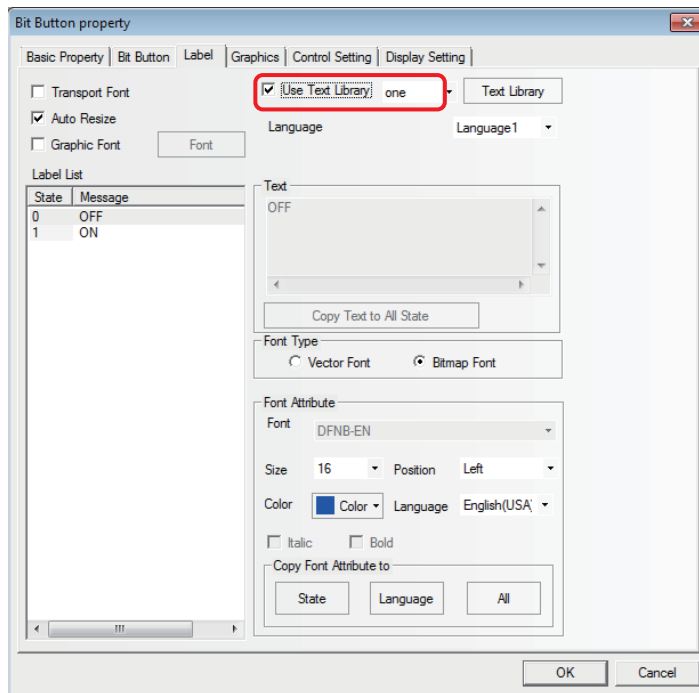 Bit Button property
Basic Property Bit Button Label Graphics Control Setting Display Setting
Transport Font
Auto Resize
Graphic Font Font
Label List
State Message
0 OFF
1 ON
Use Text Library one Text Library
Language Language1
Text
OFF
Copy Text to All State
Font Type
Vector Font Bitmap Font
Font Attribute
Font DFNB-EN
Size 16 Position Left
Color Color Language English(USA)
Italic Bold
Copy Font Attribute to
State Language All
OK Cancel